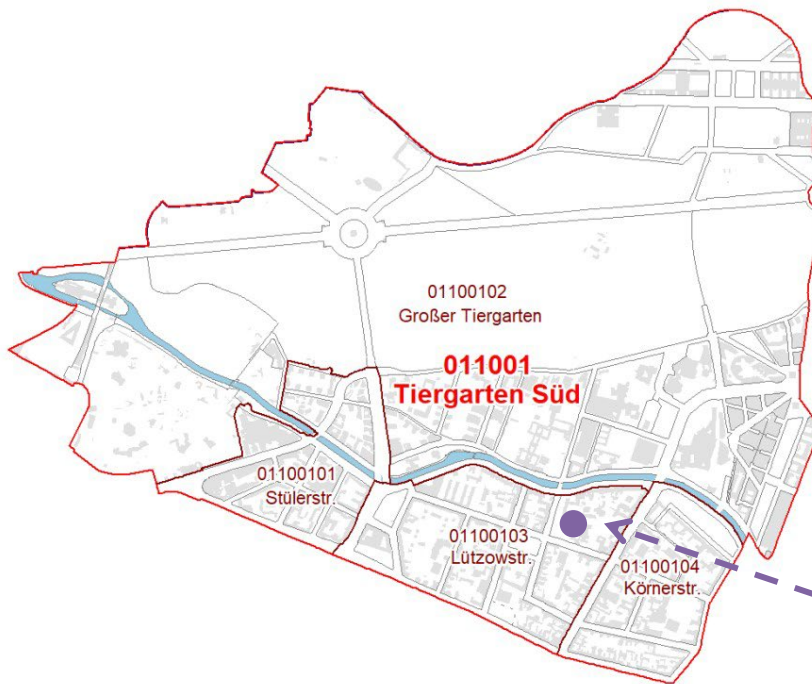 01100102
Großer Tiergarten
011001
Tiergarten Süd
01100101
Stülerstr.
01100103
Lützowstr.
01100104
Körnerstr.